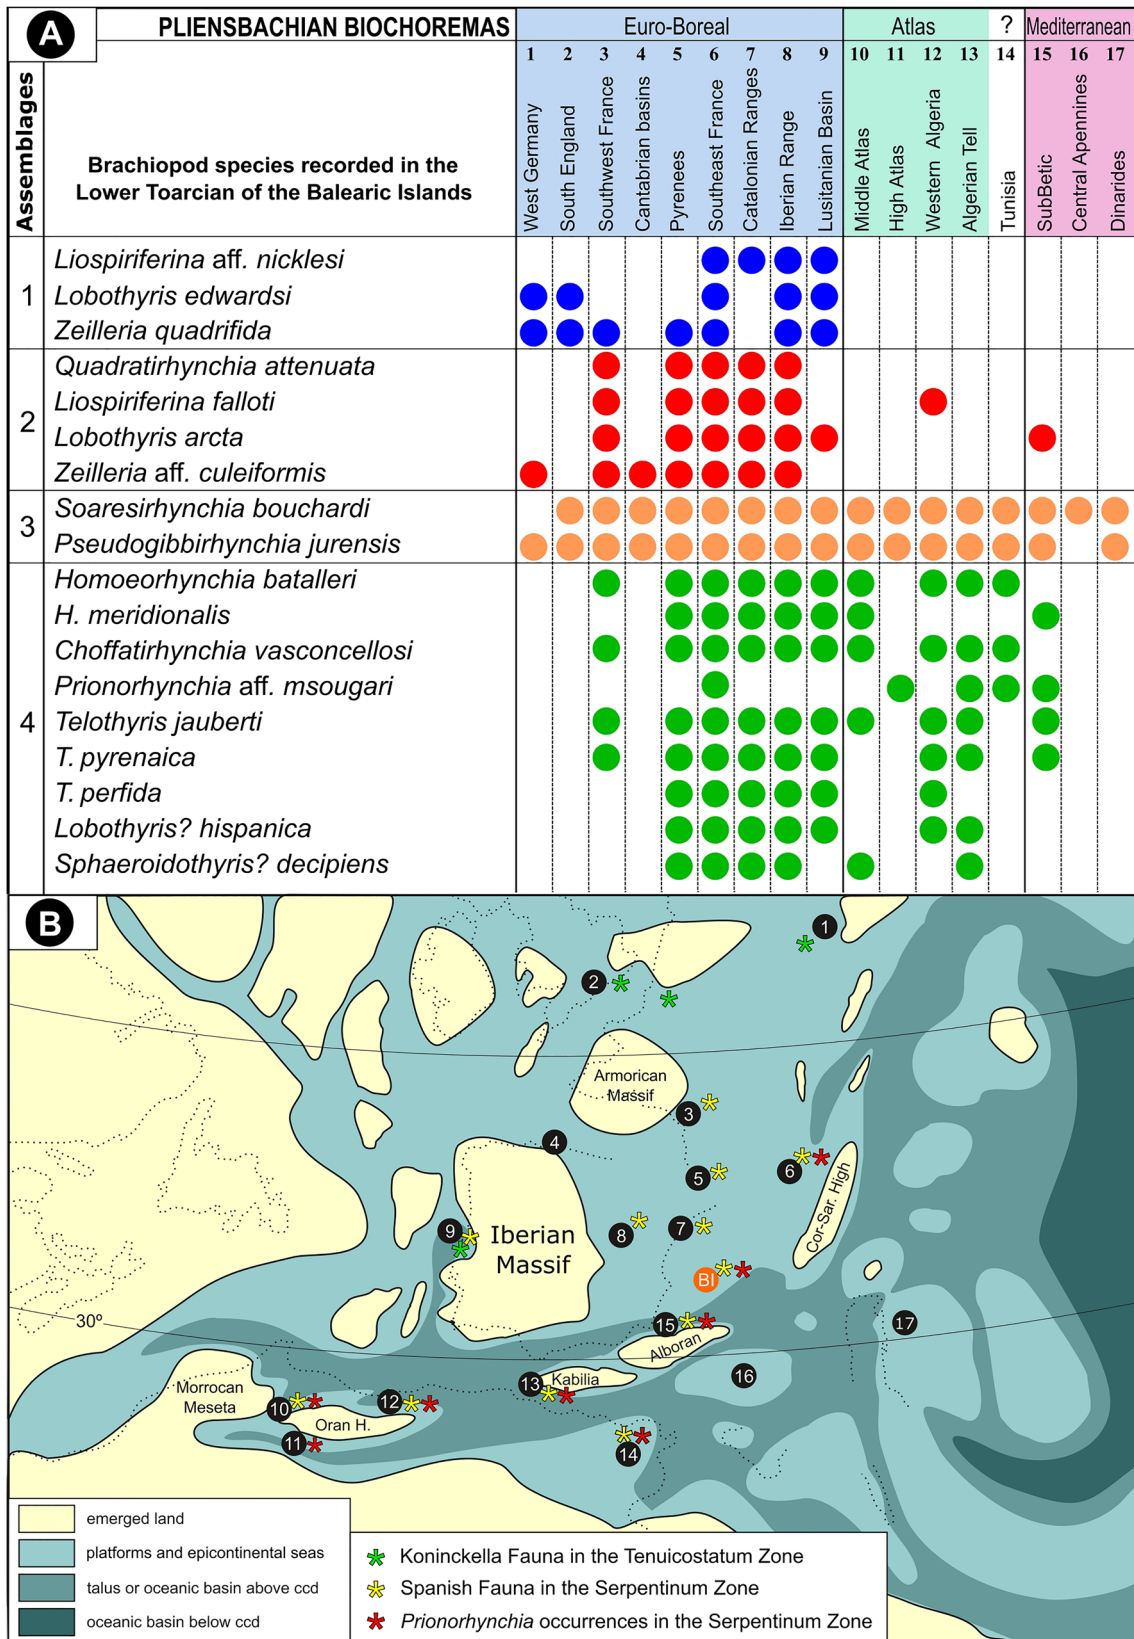 A
PLIENSBACHIAN BIOCHOREMAS
Euro-Boreal
Atlas
?
Mediterranean
1 2 3 4 5 6 7 8 9 10 11 12 13 14 15 16 17
Assemblages
Brachiopod species recorded in the
Lower Toarcian of the Balearic Islands
West Germany
South England
Southwest France
Cantabrian basins
Pyrenees
Southeast France
Catalonian Ranges
Iberian Range
Lusitanian Basin
Middle Atlas
High Atlas
Western Algeria
Algerian Tell
Tunisia
SubBetic
Central Apennines
Dinarides
1
Liospiriferina aff. nicklesi
Lobothyris edwardsi
Zeilleria quadrifida
2
Quadratirhynchia attenuata
Liospiriferina falloti
Lobothyris arcta
Zeilleria aff. culeiformis
3
Soaresirhynchia bouchardi
Pseudogibbirhynchia jurensis
4
Homoeorhynchia batalleri
H. meridionalis
Choffatirhynchia vasconcellosi
Prionorhynchia aff. msougari
Telothyris jauberti
T. pyrenaica
T. perfida
Lobothyris? hispanica
Sphaeroidothyris? decipiens
B
1
2
Armorican
Massif
3
4
5
6
Cor-Sar. High
7
8
9
Iberian
Massif
BI
30º
15
Alboran
17
16
13
Kabilia
Morrocan
Meseta
10
12
Oran H.
11
14
emerged land
platforms and epicontinental seas
talus or oceanic basin above ccd
oceanic basin below ccd
Koninckella Fauna in the Tenuicostatum Zone
Spanish Fauna in the Serpentinum Zone
Prionorhynchia occurrences in the Serpentinum Zone